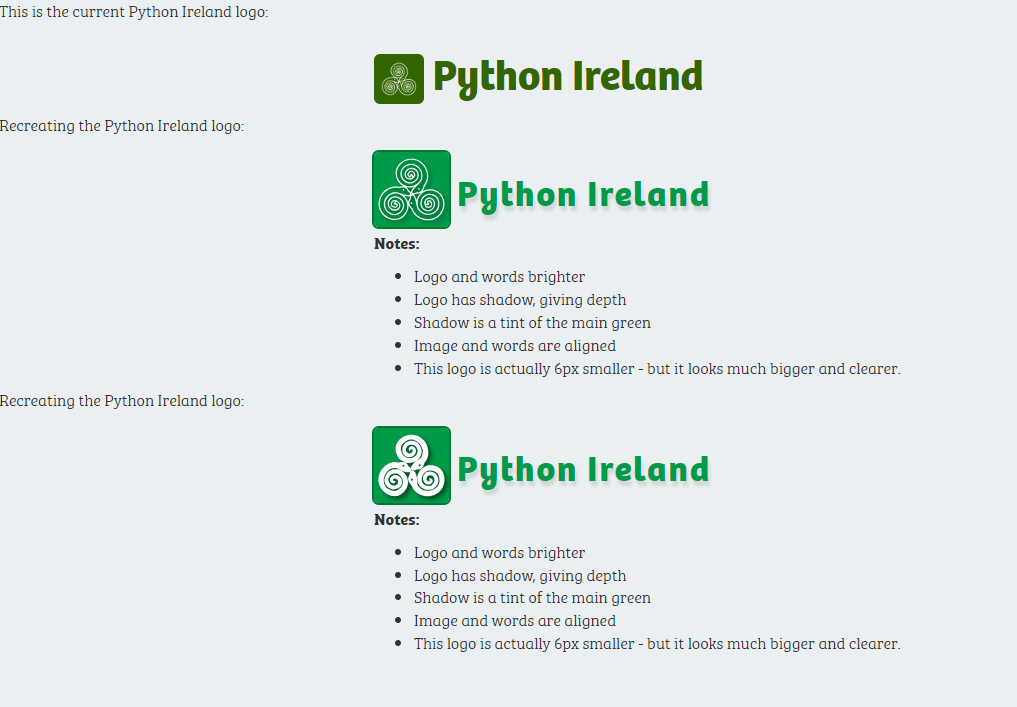 This is the current Python Ireland logo:
Python Ireland
Recreating the Python Ireland logo:
Python Ireland
Notes:
Logo and words brighter
Logo has shadow, giving depth
Shadow is a tint of the main green
Image and words are aligned
This logo is actually 6px smaller - but it looks much bigger and clearer.
Recreating the Python Ireland logo:
Python Ireland
Notes:
Logo and words brighter
Logo has shadow, giving depth
Shadow is a tint of the main green
Image and words are aligned
This logo is actually 6px smaller - but it looks much bigger and clearer.